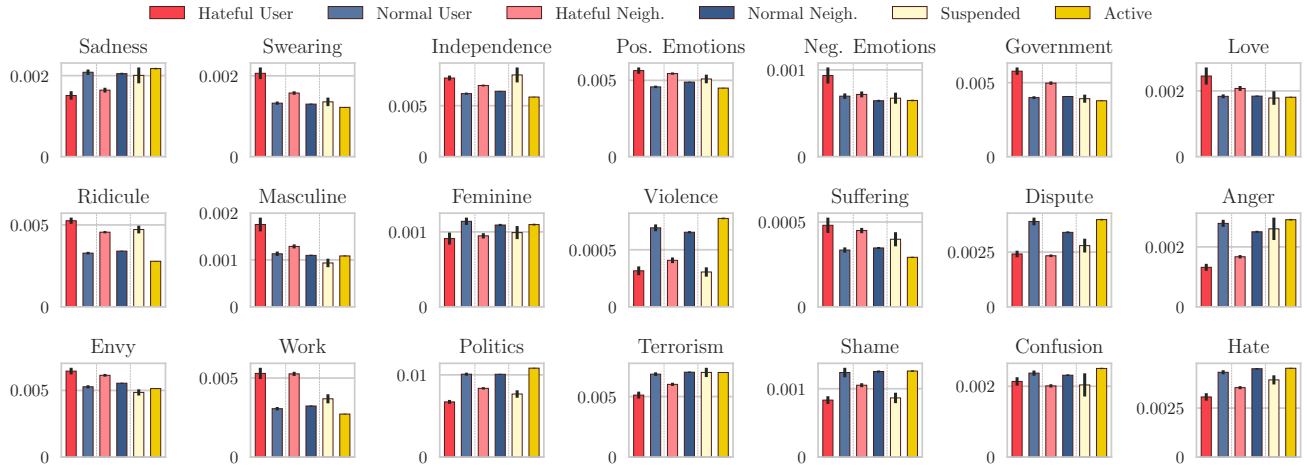 Hateful User Normal User Hateful Neigh. Normal Neigh. Suspended Active
Sadness Swearing Independence Pos. Emotions Neg. Emotions Government Love
0.002 0.002 0.005 0.005 0.001 0.005 0.002
0 0 0 0 0 0 0
Ridicule Masculine Feminine Violence Suffering Dispute Anger
0.005 0.002 0.001 0.001 0.0005 0.0005 0.0025 0.002
0 0 0 0 0 0 0
Envy Work Politics Terrorism Shame Confusion Hate
0.005 0.005 0.01 0.005 0.001 0.002 0.0025
0 0 0 0 0 0 0